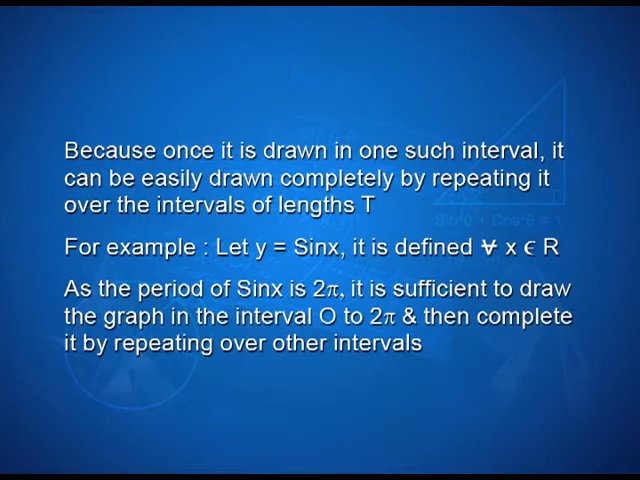 Because once it is drawn in one such interval, it
can be easily drawn completely by repeating it
over the intervals of lengths T
For example : Let y = Sinx, it is defined ∀ x ϵ R
As the period of Sinx is 2π, it is sufficient to draw
the graph in the interval O to 2π & then complete
it by repeating over other intervals